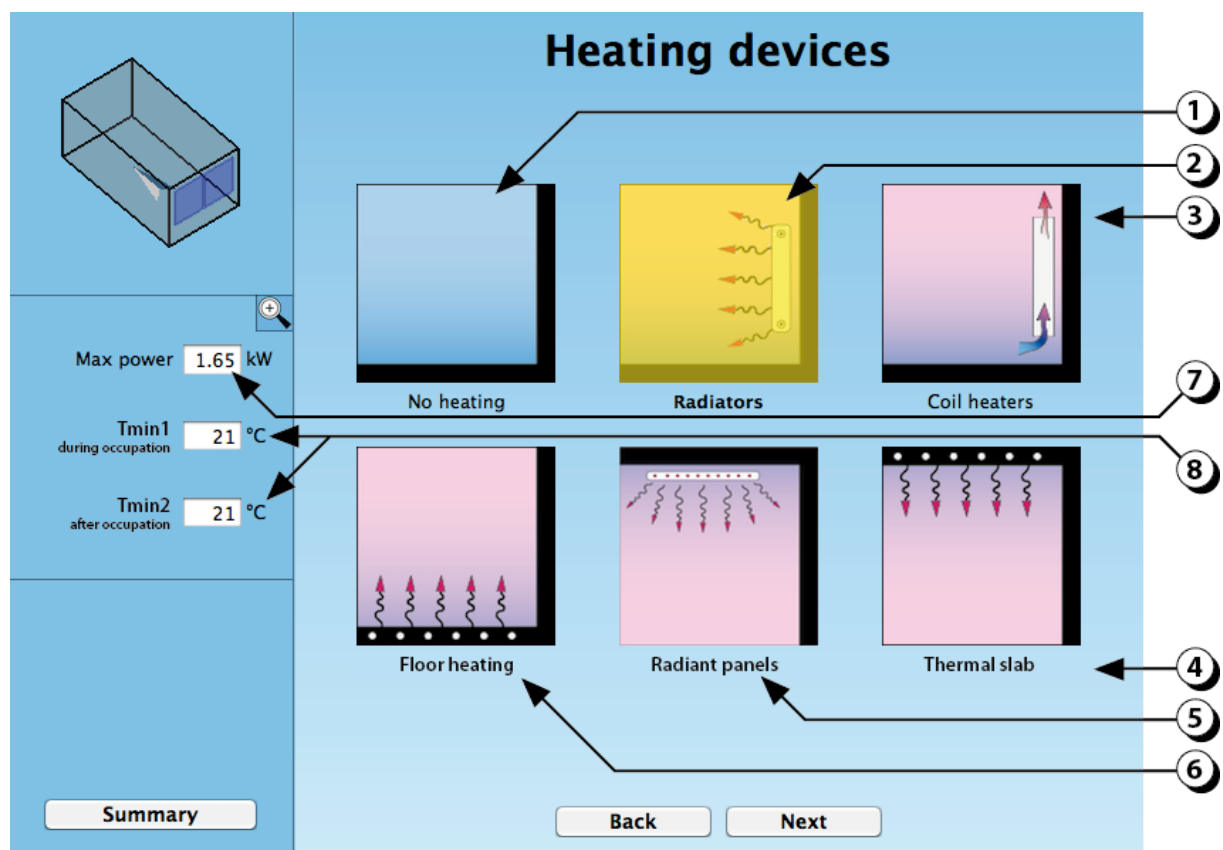 Heating devices
1
2
3
Max power 1.65 kW
7
No heating
Radiators
Coil heaters
Tmin1
during occupation
21 °C
8
Tmin2
after occupation
21 °C
Floor heating
Radiant panels
Thermal slab
4
5
6
Summary
Back
Next